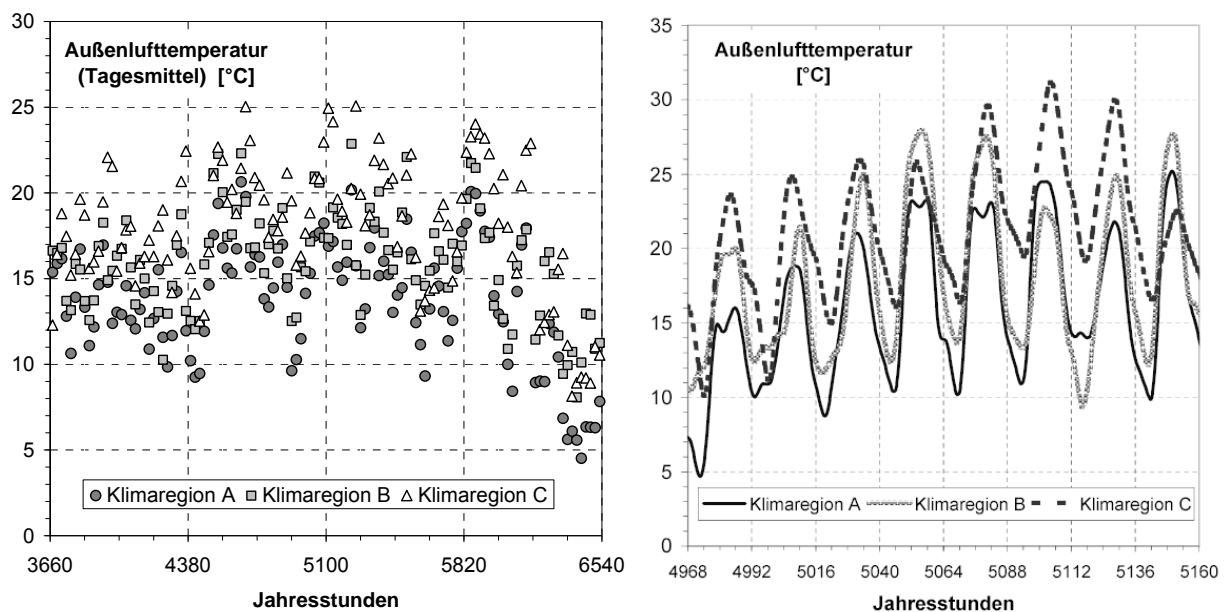 30
25
20
15
10
5
0
Außenlufttemperatur
(Tagesmittel) [°C]
Klimaregion A
Klimaregion B
Klimaregion C
3660
4380
5100
5820
6540
Jahresstunden
35
30
25
20
15
10
5
0
Außenlufttemperatur
[°C]
Klimaregion A
Klimaregion B
Klimaregion C
4968
4992
5016
5040
5064
5088
5112
5136
5160
Jahresstunden